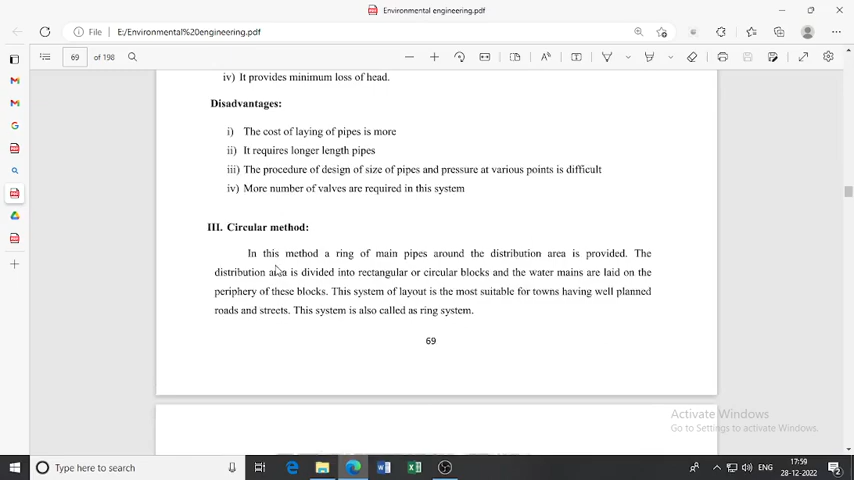 Environmental engineering.pdf
File
E:/Environmental%20engineering.pdf
69 of 198
iv) It provides minimum loss of head.
Disadvantages:
i) The cost of laying of pipes is more
ii) It requires longer length pipes
iii) The procedure of design of size of pipes and pressure at various points is difficult
iv) More number of valves are required in this system
III. Circular method:
In this method a ring of main pipes around the distribution area is provided. The
distribution area is divided into rectangular or circular blocks and the water mains are laid on the
periphery of these blocks. This system of layout is the most suitable for towns having well planned
roads and streets. This system is also called as ring system.
69
Activate Windows
Go to Settings to activate Windows.
Type here to search
ENG
17:59
28-12-2022
2